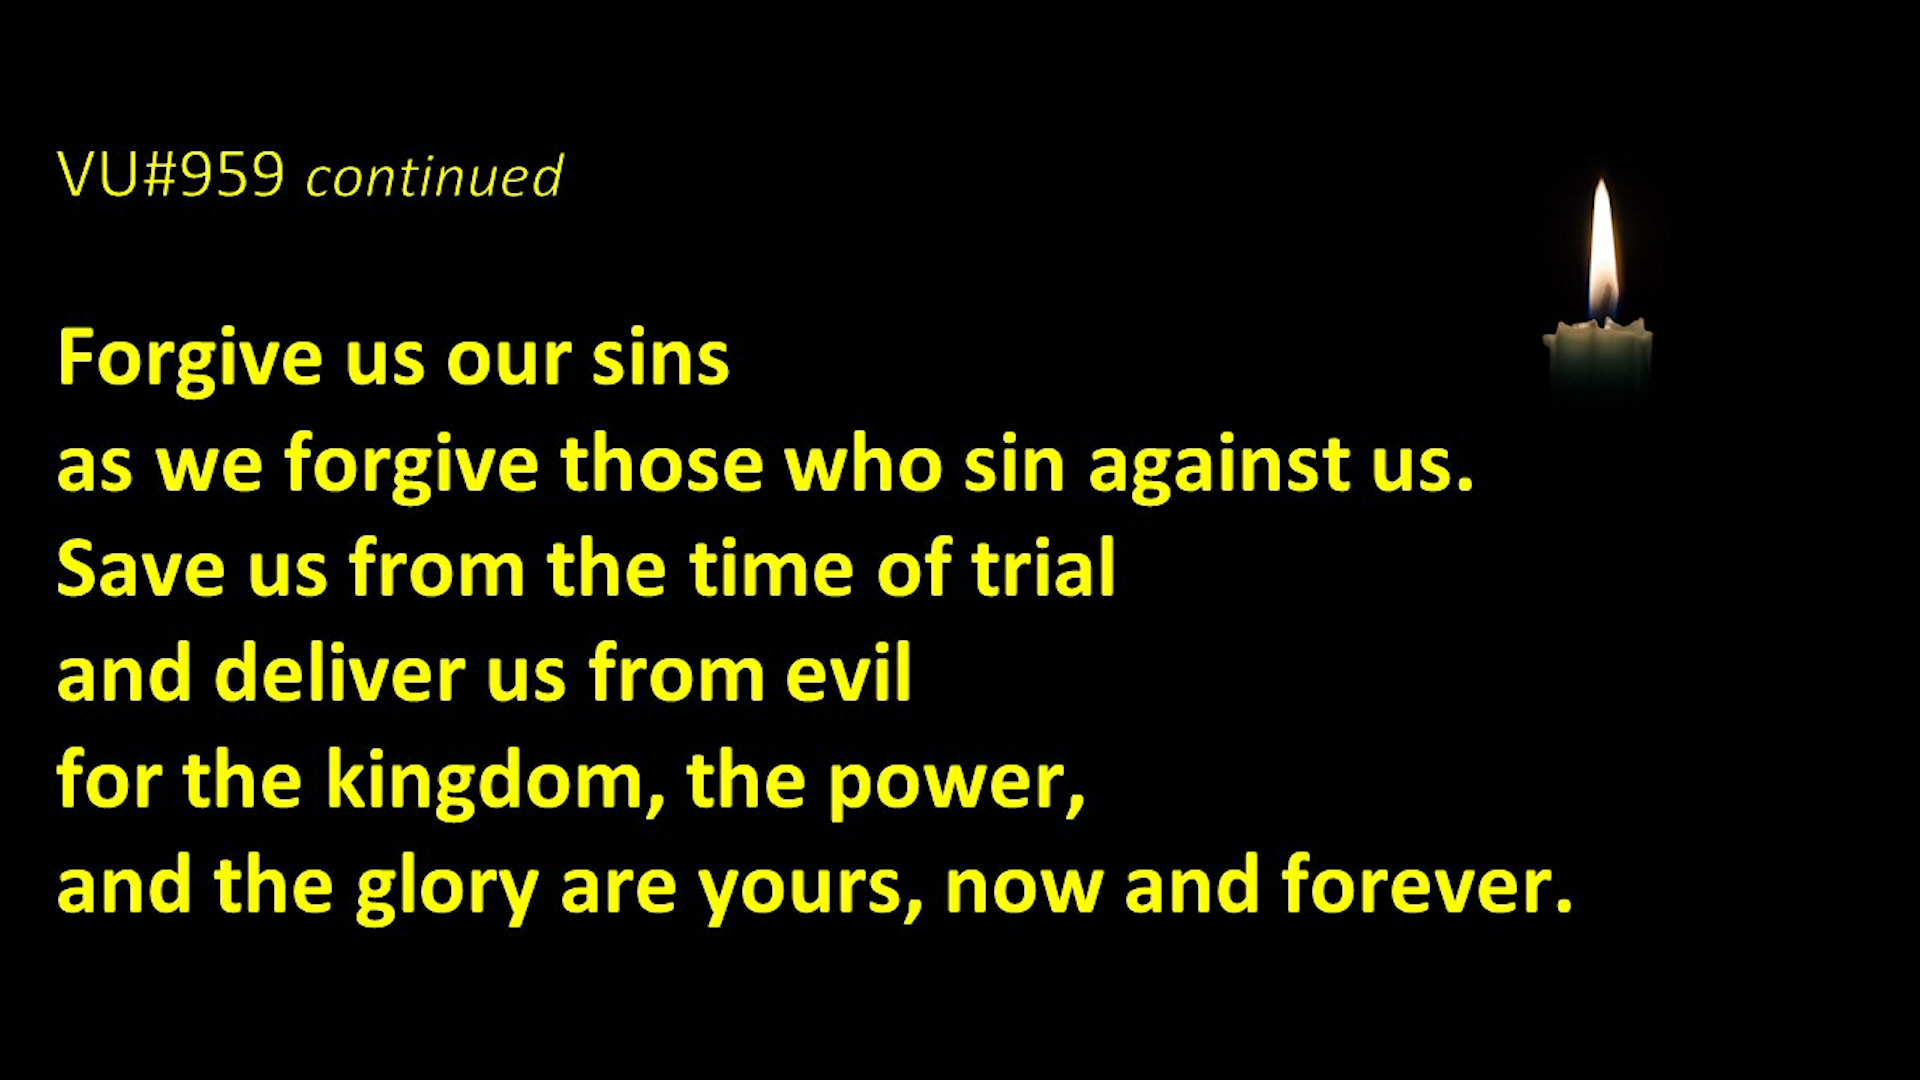 VU#959 continued
Forgive us our sins
as we forgive those who sin against us.
Save us from the time of trial
and deliver us from evil
for the kingdom, the power,
and the glory are yours, now and forever.